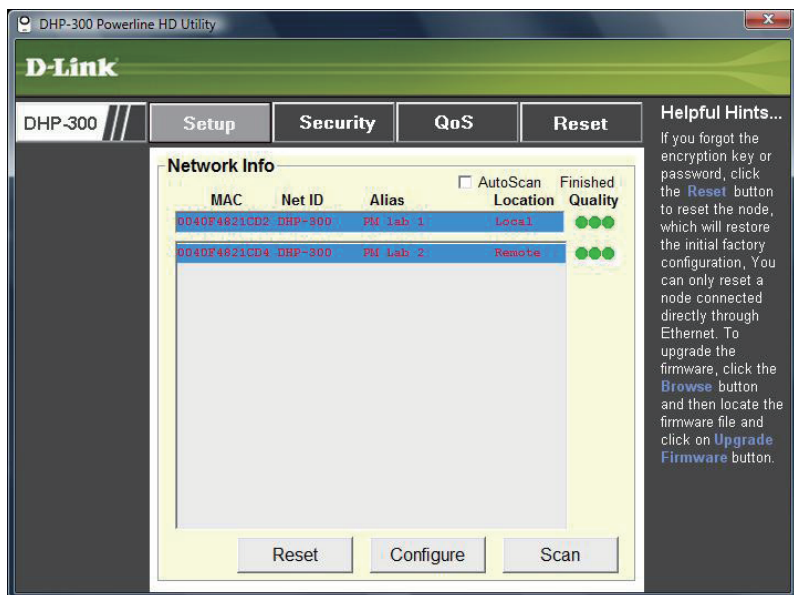 DHP-300 Powerline HD Utility
D-Link
DHP-300
Setup
Security
QoS
Reset
Network Info
AutoScan
Finished
MAC
Net ID
Alias
Location
Quality
0040F4821CD2 DHP-300 PM lab 1 Local
0040F4821CD4 DHP-300 PM Lab 2 Remote
Reset
Configure
Scan
Helpful Hints...
If you forgot the
encryption key or
password, click
the Reset button
to reset the node,
which will restore
the initial factory
configuration, You
can only reset a
node connected
directly through
Ethernet. To
upgrade the
firmware, click the
Browse button
and then locate the
firmware file and
click on Upgrade
Firmware button.